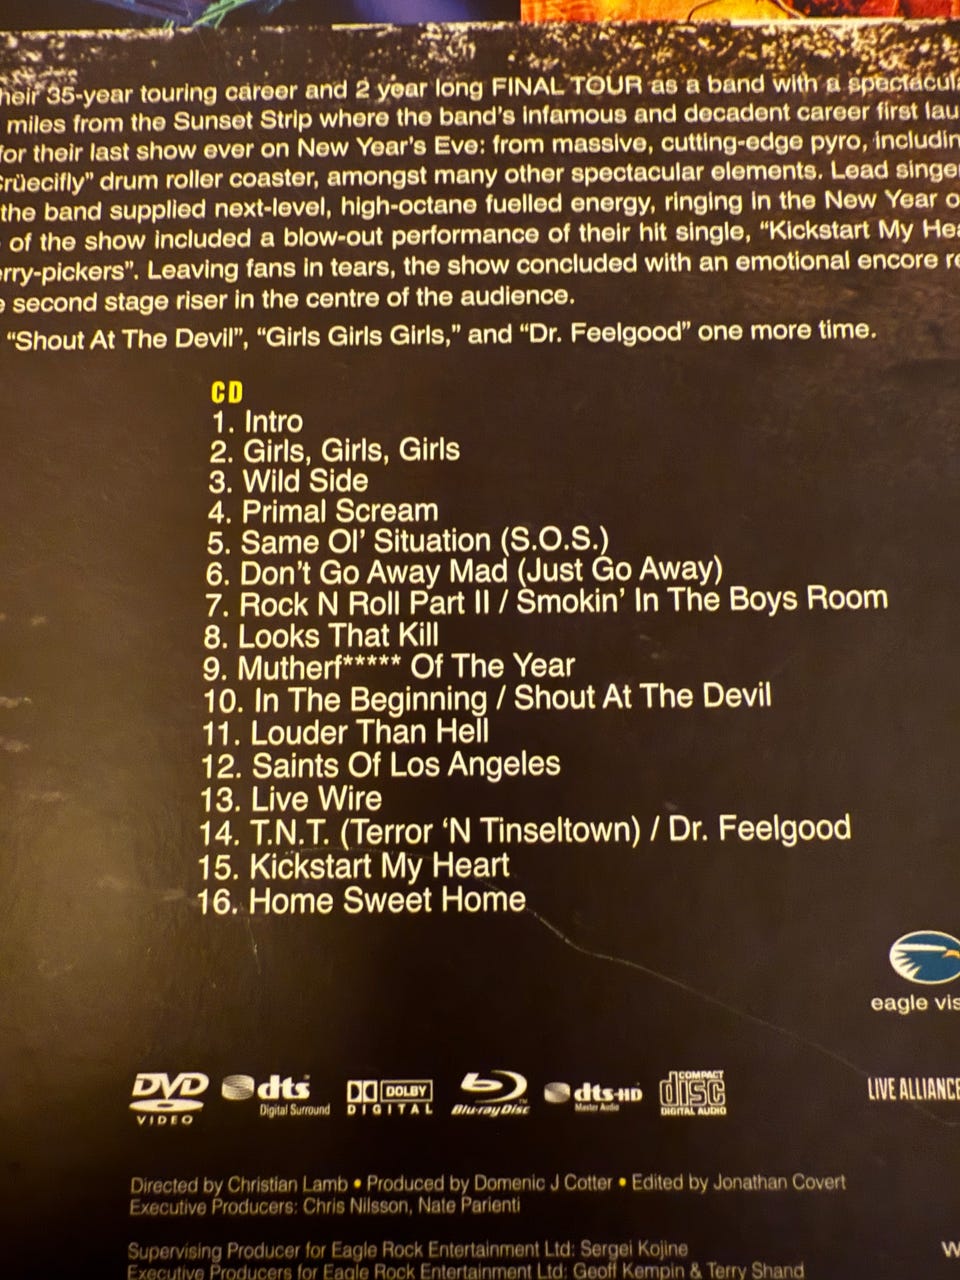 their 35-year touring career and 2 year long FINAL TOUR as a band with a
miles from the Sunset Strip where the band's infamous and decadent career first
for their last show ever on New Year's Eve: from massive, cutting-edge pyro,
Crüecifly” drum roller coaster, amongst many other spectacular elements. Lead
the band supplied next-level, high-octane fuelled energy, ringing in the New Year
of the show included a blow-out performance of their hit single, “Kickstart My
erry-pickers”. Leaving fans in tears, the show concluded with an emotional encore
second stage riser in the centre of the audience.
“Shout At The Devil”, “Girls Girls Girls,” and “Dr. Feelgood” one more time.
CD
1. Intro
2. Girls, Girls, Girls
3. Wild Side
4. Primal Scream
5. Same Ol’ Situation (S.O.S.)
6. Don’t Go Away Mad (Just Go Away)
7. Rock N Roll Part II / Smokin’ In The Boys Room
8. Looks That Kill
9. Mutherf***** Of The Year
10. In The Beginning / Shout At The Devil
11. Louder Than Hell
12. Saints Of Los Angeles
13. Live Wire
14. T.N.T. (Terror ‘N Tinseltown) / Dr. Feelgood
15. Kickstart My Heart
16. Home Sweet Home
eagle vis
DVD VIDEO
dts Digital Surround
DOLBY DIGITAL
Blu-ray Disc
dts-HD Master Audio
COMPACT disc DIGITAL AUDIO
LIVE ALLIANCE
Directed by Christian Lamb • Produced by Domenic J Cotter • Edited by Jonathan Covert
Executive Producers: Chris Nilsson, Nate Parienti
Supervising Producer for Eagle Rock Entertainment Ltd: Sergei Kojine
Executive Producers for Eagle Rock Entertainment Ltd: Geoff Kempin & Terry Shand